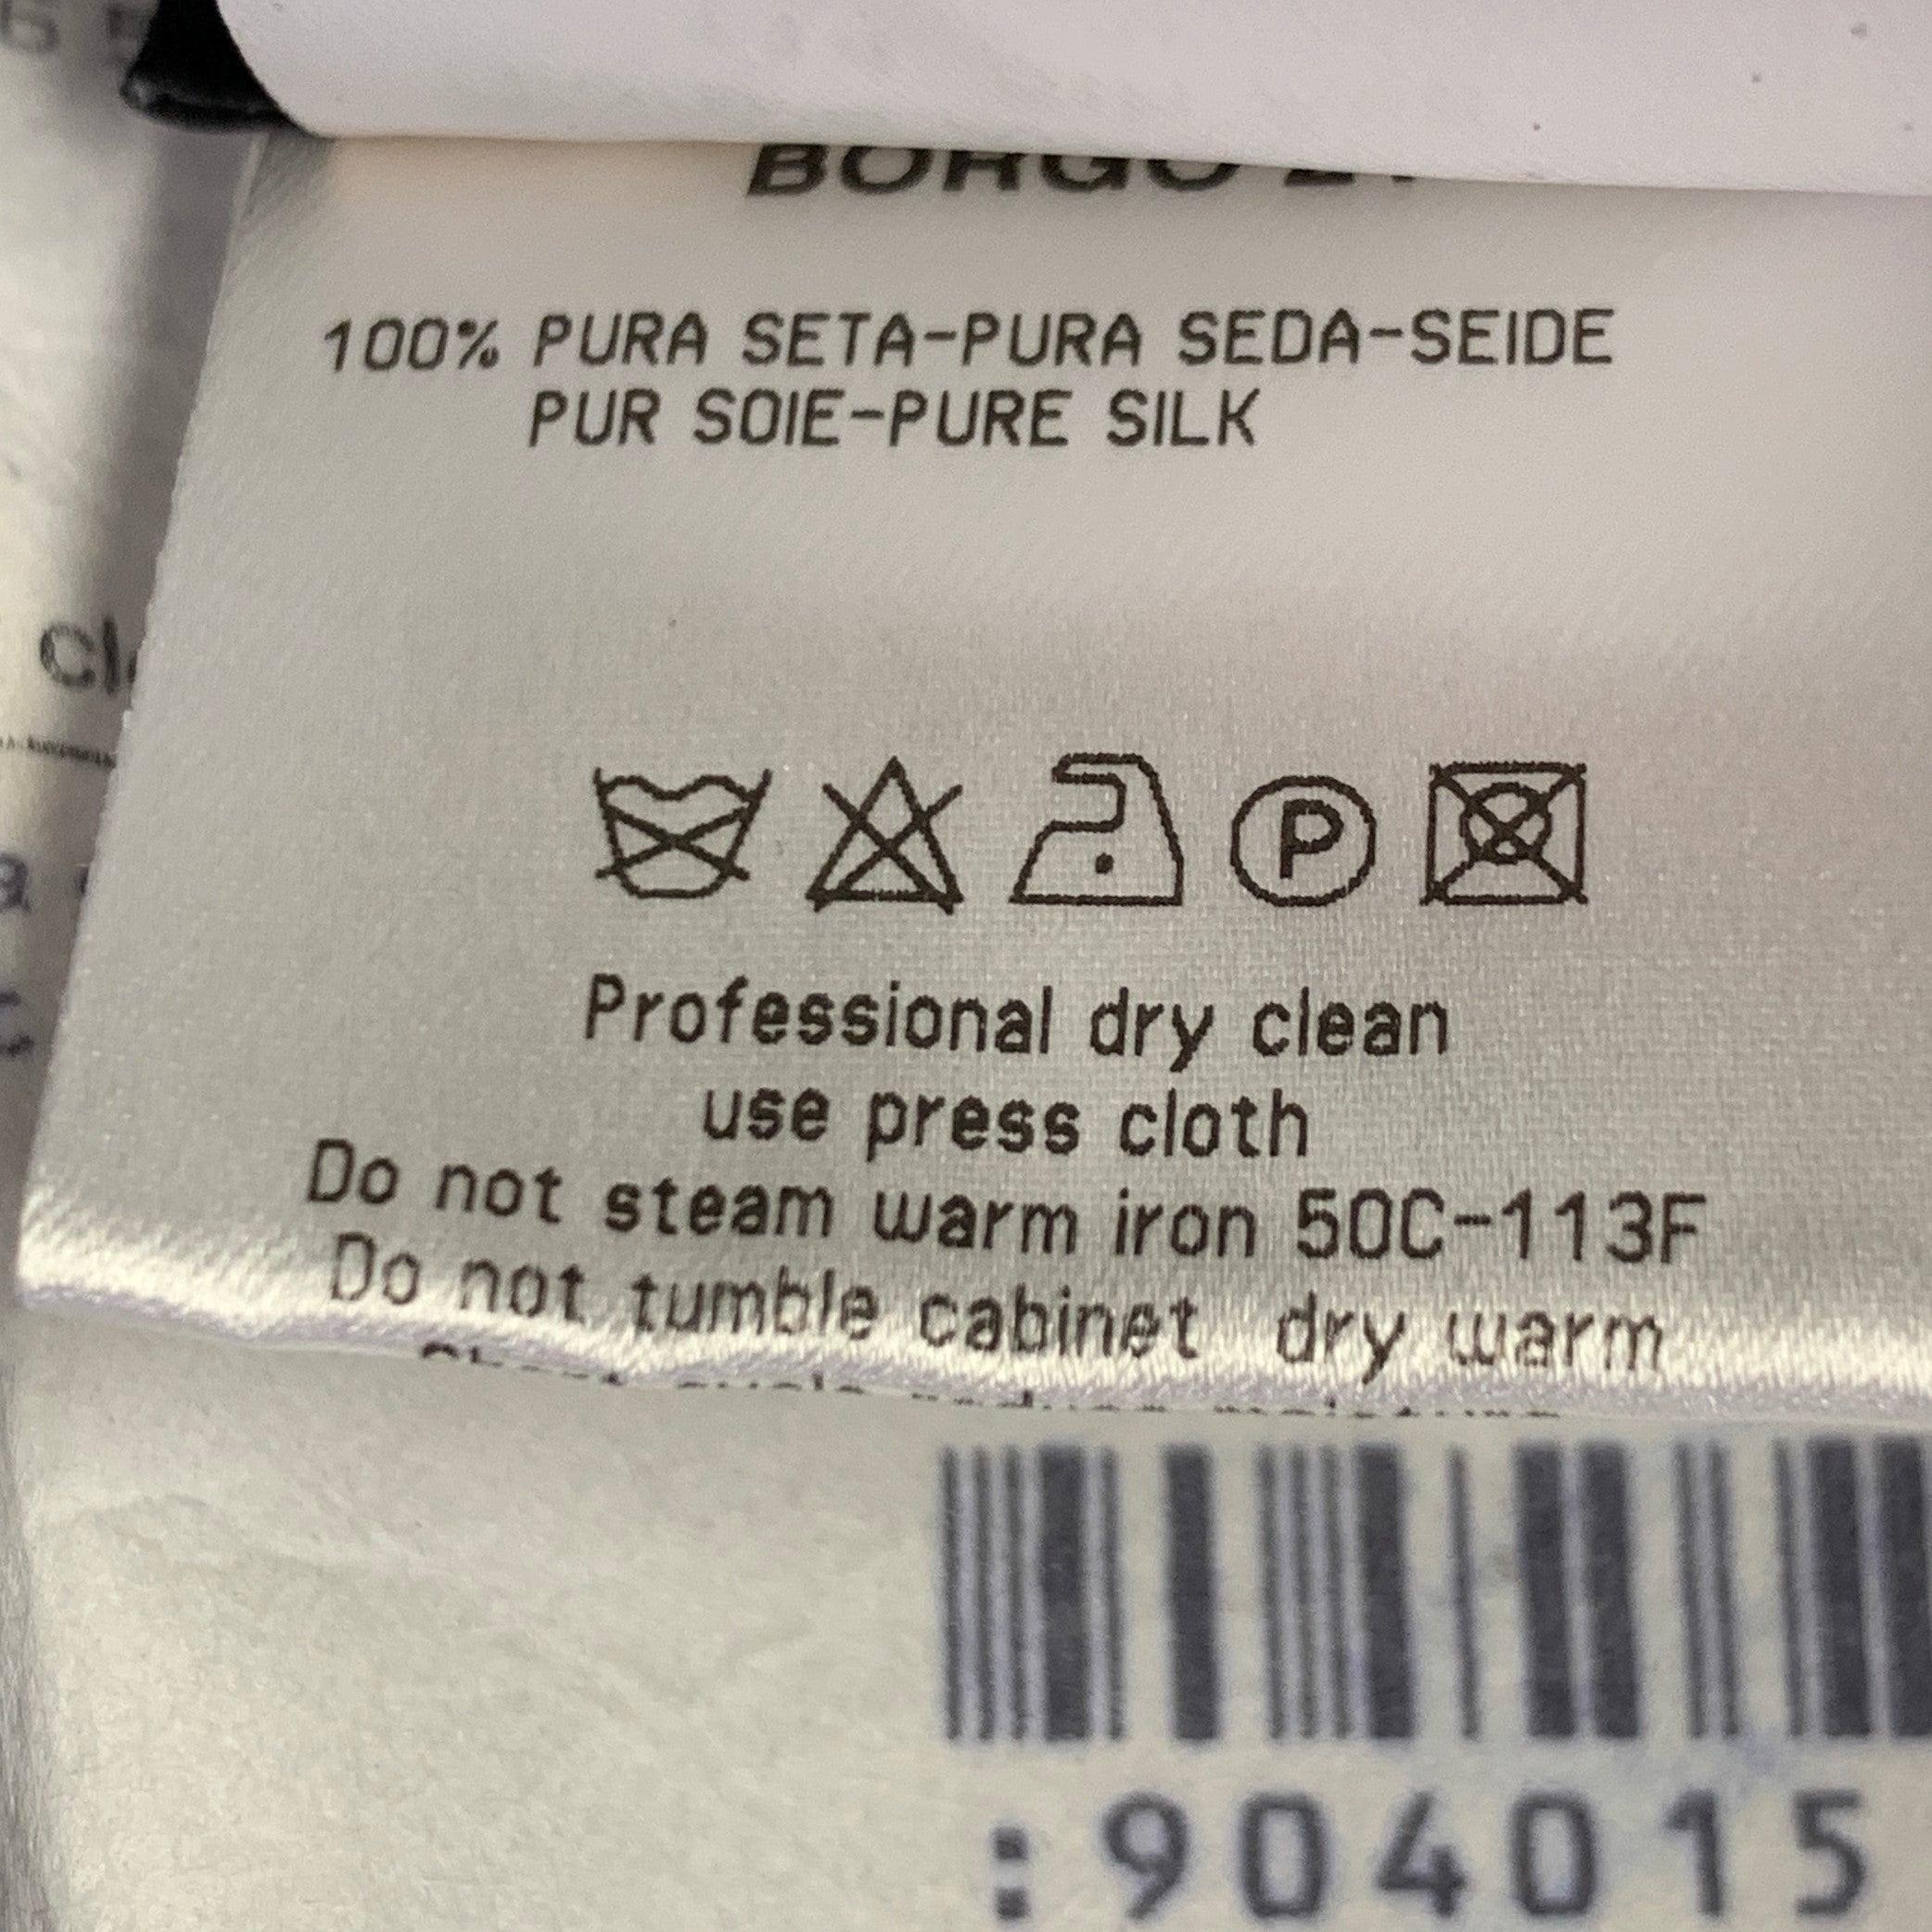 BORGO
100% PURA SETA-PURA SEDA-SEIDE
PUR SOIE-PURE SILK
P
Professional dry clean
use press cloth
Do not steam warm iron 50C-113F
Do not tumble cabinet dry warm
:904015